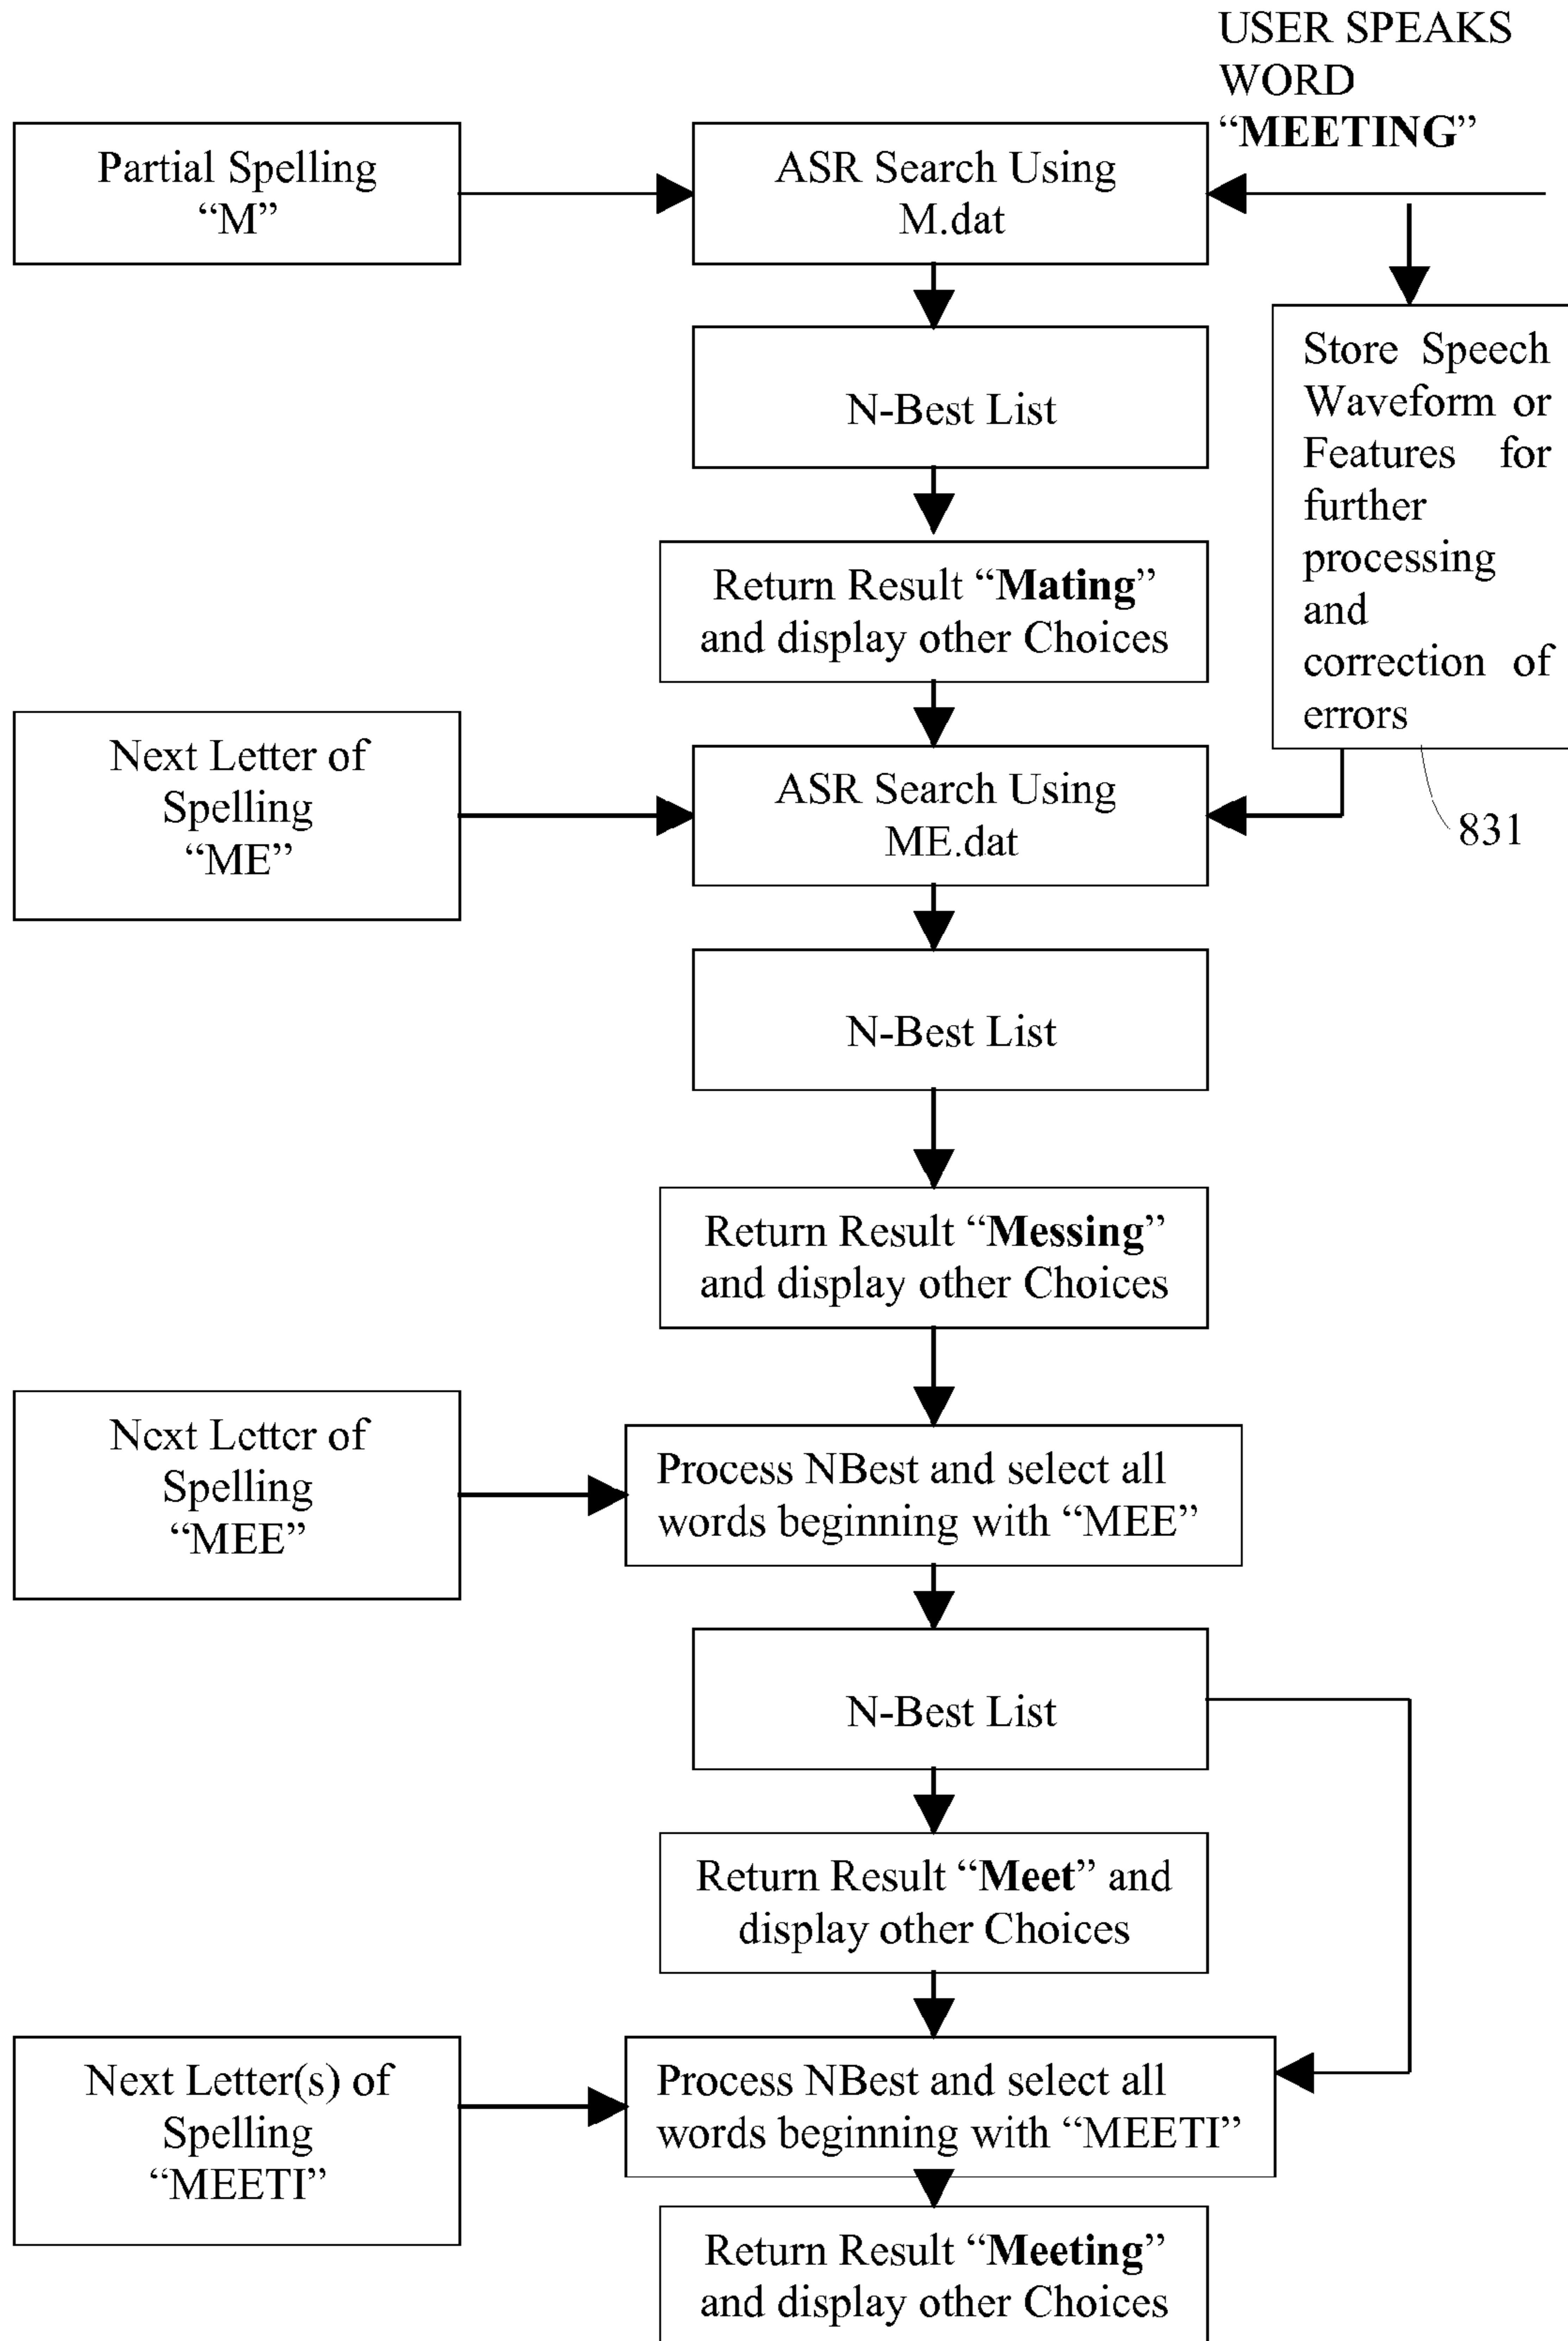 USER SPEAKS
WORD
“MEETING”
Partial Spelling
“M”
ASR Search Using
M.dat
N-Best List
Store Speech
Waveform or
Features for
further
processing
and
correction of
errors
831
Return Result “Mating”
and display other Choices
Next Letter of
Spelling
“ME”
ASR Search Using
ME.dat
N-Best List
Return Result “Messing”
and display other Choices
Next Letter of
Spelling
“MEE”
Process NBest and select all
words beginning with “MEE”
N-Best List
Return Result “Meet” and
display other Choices
Next Letter(s) of
Spelling
“MEETI”
Process NBest and select all
words beginning with “MEETI”
Return Result “Meeting”
and display other Choices